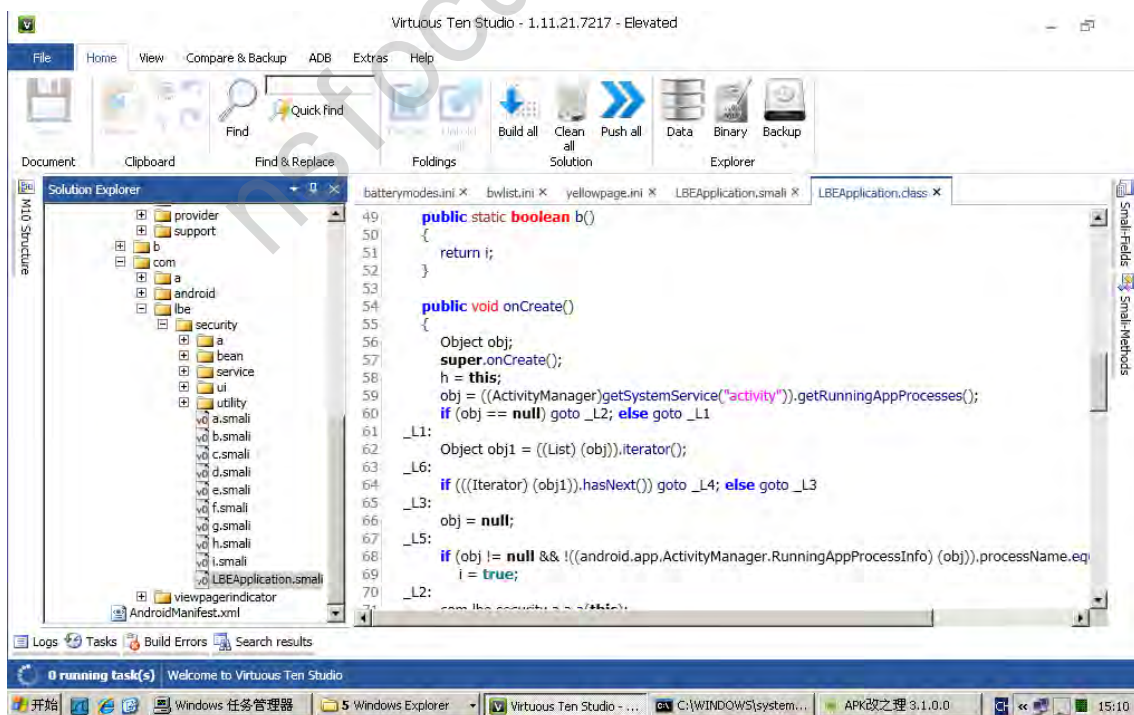 Virtuous Ten Studio - 1.11.21.7217 - Elevated
File Home View Compare & Backup ADB Extras Help
Quick find
Find Build all Clean all Push all Data Binary Backup
Document Clipboard Find & Replace Foldings Solution Explorer
nsfocus
M10 Structure
Solution Explorer
provider
support
b
com
a
android
lbe
security
a
bean
service
ui
utility
a.smali
b.smali
c.smali
d.smali
e.smali
f.smali
g.smali
h.smali
i.smali
LBEApplication.smali
viewpagerindicator
AndroidManifest.xml
batterymodes.ini bwlist.ini yellowpage.ini LBEApplication.smali LBEApplication.class
49 public static boolean b()
50 {
51 return i;
52 }
53
54 public void onCreate()
55 {
56 Object obj;
57 super.onCreate();
58 h = this;
59 obj = ((ActivityManager)getSystemService("activity")).getRunningAppProcesses();
60 if (obj == null) goto _L2; else goto _L1
61 _L1:
62 Object obj1 = ((List) (obj)).iterator();
63 _L6:
64 if (((Iterator) (obj1)).hasNext()) goto _L4; else goto _L3
65 _L3:
66 obj = null;
67 _L5:
68 if (obj != null && !((android.app.ActivityManager.RunningAppProcessInfo) (obj)).processName.equ
69 i = true;
70 _L2:
71 com.lbe.security.a.a.a(this);
Smali-Fields
Smali-Methods
Logs Tasks Build Errors Search results
0 running task(s) Welcome to Virtuous Ten Studio
开始 Windows 任务管理器 5 Windows Explorer Virtuous Ten Studio - ... C:\WINDOWS\system... APK改之理 3.1.0.0 CH « 15:10